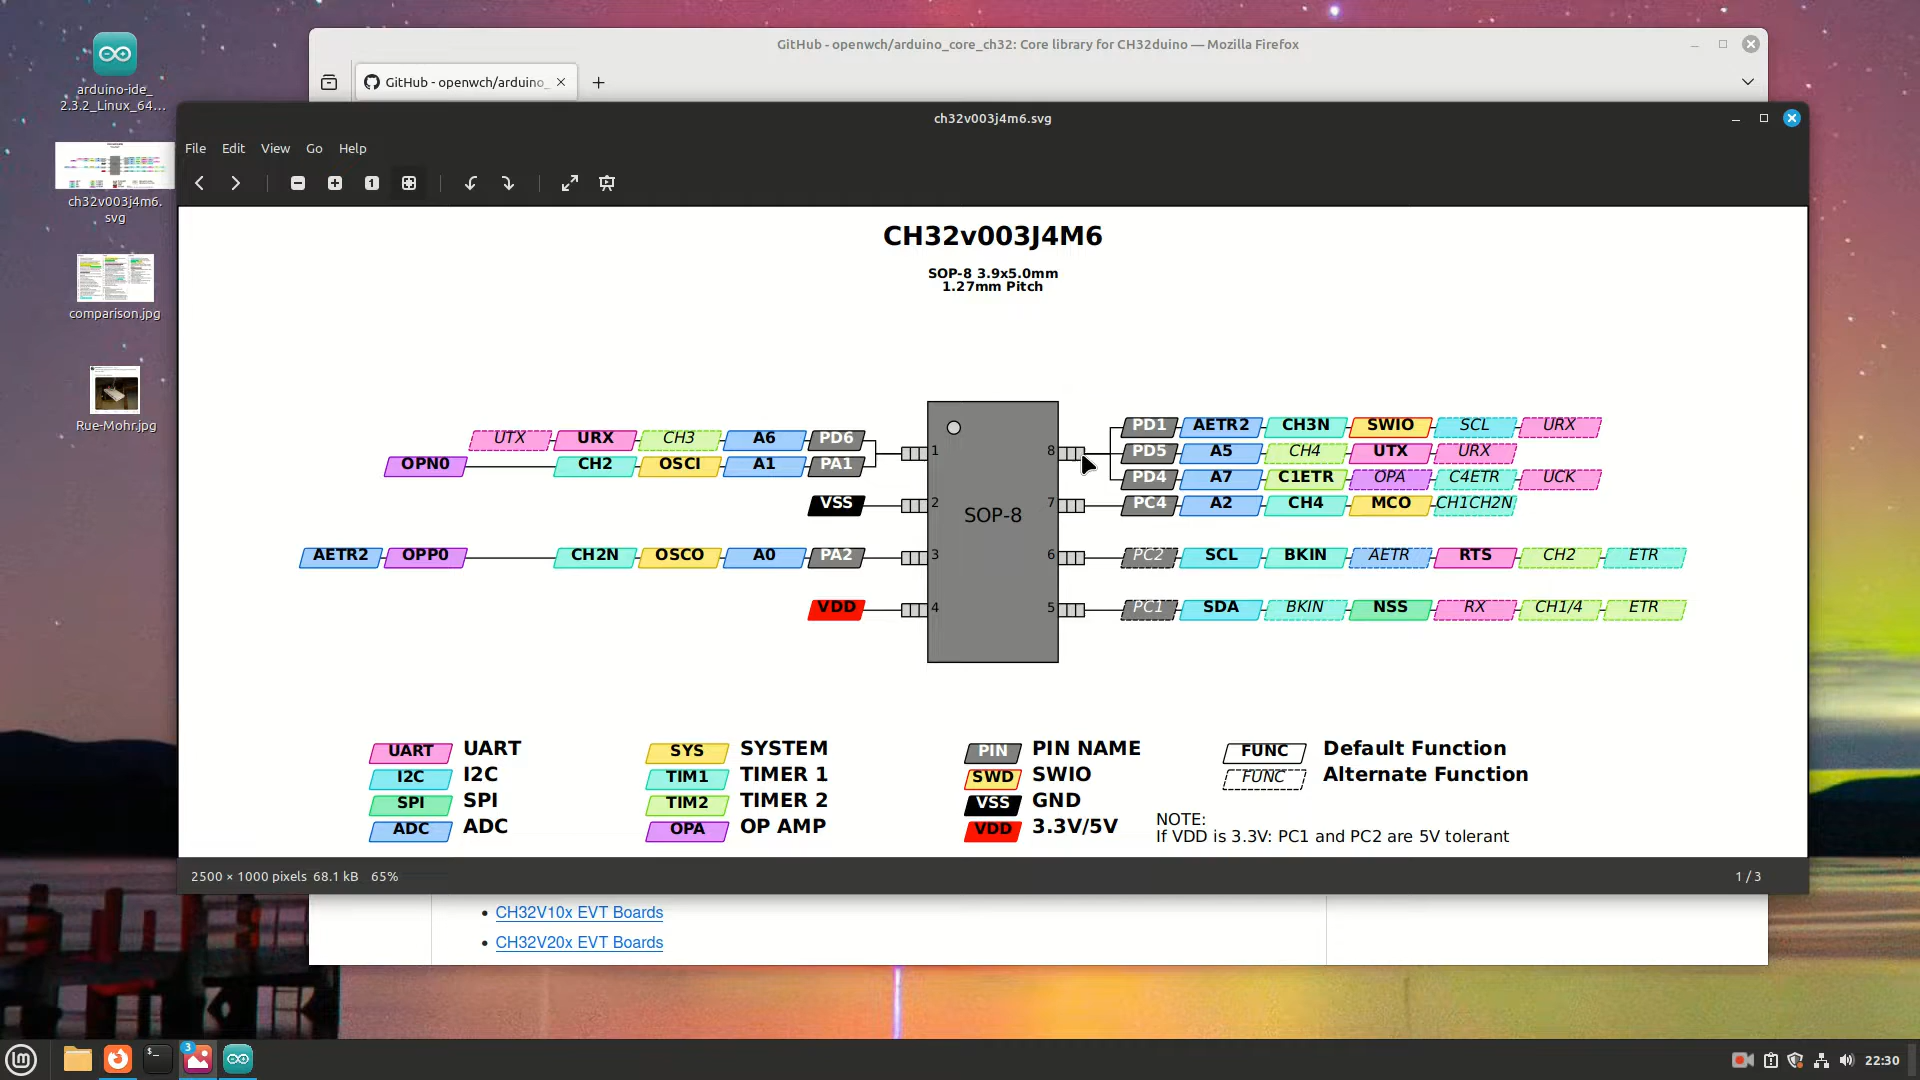 GitHub - openwch/arduino_core_ch32: Core library for CH32duino — Mozilla Firefox
GitHub - openwch/arduino_
arduino-ide_
2.3.2_Linux_64...
ch32v003j4m6.
svg
comparison.jpg
Rue-Mohr.jpg
ch32v003j4m6.svg
File Edit View Go Help
1
CH32v003J4M6
SOP-8 3.9x5.0mm
1.27mm Pitch
UTX URX CH3 A6 PD6
OPN0 CH2 OSCI A1 PA1
1
VSS
2
AETR2 OPP0 CH2N OSCO A0 PA2
3
VDD
4
SOP-8
8
PD1 AETR2 CH3N SWIO SCL URX
PD5 A5 CH4 UTX URX
PD4 A7 C1ETR OPA C4ETR UCK
7
PC4 A2 CH4 MCO CH1CH2N
6
PC2 SCL BKIN AETR RTS CH2 ETR
5
PC1 SDA BKIN NSS RX CH1/4 ETR
UART UART
I2C I2C
SPI SPI
ADC ADC
SYS SYSTEM
TIM1 TIMER 1
TIM2 TIMER 2
OPA OP AMP
PIN PIN NAME
SWD SWIO
VSS GND
VDD 3.3V/5V
FUNC Default Function
FUNC Alternate Function
NOTE:
If VDD is 3.3V: PC1 and PC2 are 5V tolerant
2500 × 1000 pixels 68.1 kB 65%
1 / 3
CH32V10x EVT Boards
CH32V20x EVT Boards
3
22:30